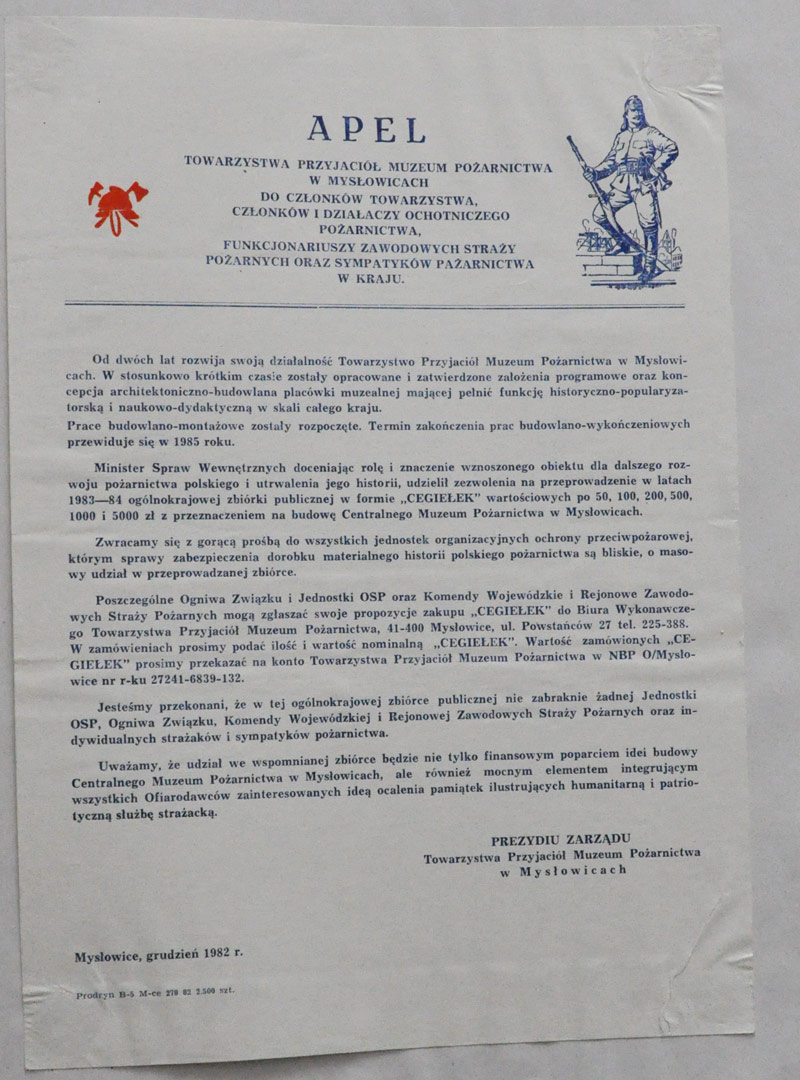 APEL
TOWARZYSTWA PRZYJACIÓŁ MUZEUM POŻARNICTWA
W MYSŁOWICACH
DO CZŁONKÓW TOWARZYSTWA,
CZŁONKÓW I DZIAŁACZY OCHOTNICZEGO
POŻARNICTWA,
FUNKCJONARIUSZY ZAWODOWYCH STRAŻY
POŻARNYCH ORAZ SYMPATYKÓW PAŻARNICTWA
W KRAJU.
Od dwóch lat rozwija swoją działalność Towarzystwo Przyjaciół Muzeum Pożarnictwa w Mysłowi-
cach. W stosunkowo krótkim czasie zostały opracowane i zatwierdzone założenia programowe oraz kon-
cepcja architektoniczno-budowlana placówki muzealnej mającej pełnić funkcję historyczno-popularyza-
torską i naukowo-dydaktyczną w skali całego kraju.
Prace budowlano-montażowe zostały rozpoczęte. Termin zakończenia prac budowlano-wykończeniowych
przewiduje się w 1985 roku.
Minister Spraw Wewnętrznych doceniając rolę i znaczenie wznoszonego obiektu dla dalszego roz-
woju pożarnictwa polskiego i utrwalenia jego historii, udzielił zezwolenia na przeprowadzenie w latach
1983—84 ogólnokrajowej zbiórki publicznej w formie „CEGIEŁEK” wartościowych po 50, 100, 200, 500,
1000 i 5000 zł z przeznaczeniem na budowę Centralnego Muzeum Pożarnictwa w Mysłowicach.
Zwracamy się z gorącą prośbą do wszystkich jednostek organizacyjnych ochrony przeciwpożarowej,
którym sprawy zabezpieczenia dorobku materialnego historii polskiego pożarnictwa są bliskie, o maso-
wy udział w przeprowadzanej zbiórce.
Poszczególne Ogniwa Związku i Jednostki OSP oraz Komendy Wojewódzkie i Rejonowe Zawodo-
wych Straży Pożarnych mogą zgłaszać swoje propozycje zakupu „CEGIEŁEK” do Biura Wykonawcze-
go Towarzystwa Przyjaciół Muzeum Pożarnictwa, 41-400 Mysłowice, ul. Powstańców 27 tel. 225-388.
W zamówieniach prosimy podać ilość i wartość nominalną „CEGIEŁEK”. Wartość zamówionych „CE-
GIEŁEK” prosimy przekazać na konto Towarzystwa Przyjaciół Muzeum Pożarnictwa w NBP O/Mysło-
wice nr r-ku 27241-6839-132.
Jesteśmy przekonani, że w tej ogólnokrajowej zbiórce publicznej nie zabraknie żadnej Jednostki
OSP, Ogniwa Związku, Komendy Wojewódzkiej i Rejonowej Zawodowych Straży Pożarnych oraz in-
dywidualnych strażaków i sympatyków pożarnictwa.
Uważamy, że udział we wspomnianej zbiórce będzie nie tylko finansowym poparciem idei budowy
Centralnego Muzeum Pożarnictwa w Mysłowicach, ale również mocnym elementem integrującym
wszystkich Ofiarodawców zainteresowanych ideą ocalenia pamiątek ilustrujących humanitarną i patrio-
tyczną służbę strażacką.
PREZYDIU ZARZĄDU
Towarzystwa Przyjaciół Muzeum Pożarnictwa
w Mysłowicach
Mysłowice, grudzień 1982 r.
Prodryn B-5 M-ce 270 82 2.500 szt.